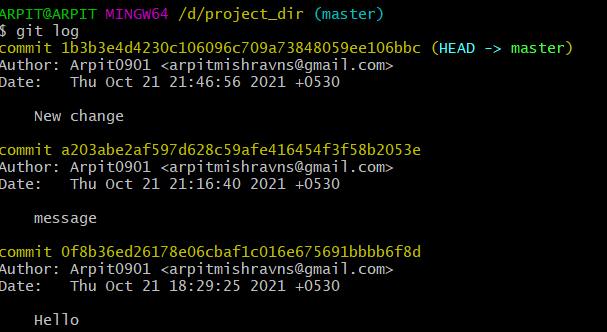 ARPIT@ARPIT MINGW64 /d/project_dir (master)
$ git log
commit 1b3b3e4d4230c106096c709a73848059ee106bbc (HEAD -> master)
Author: Arpit0901 <arpitmishravns@gmail.com>
Date:   Thu Oct 21 21:46:56 2021 +0530
    New change
commit a203abe2af597d628c59afe416454f3f58b2053e
Author: Arpit0901 <arpitmishravns@gmail.com>
Date:   Thu Oct 21 21:16:40 2021 +0530
    message
commit 0f8b36ed26178e06cbaf1c016e675691bbbb6f8d
Author: Arpit0901 <arpitmishravns@gmail.com>
Date:   Thu Oct 21 18:29:25 2021 +0530
    Hello